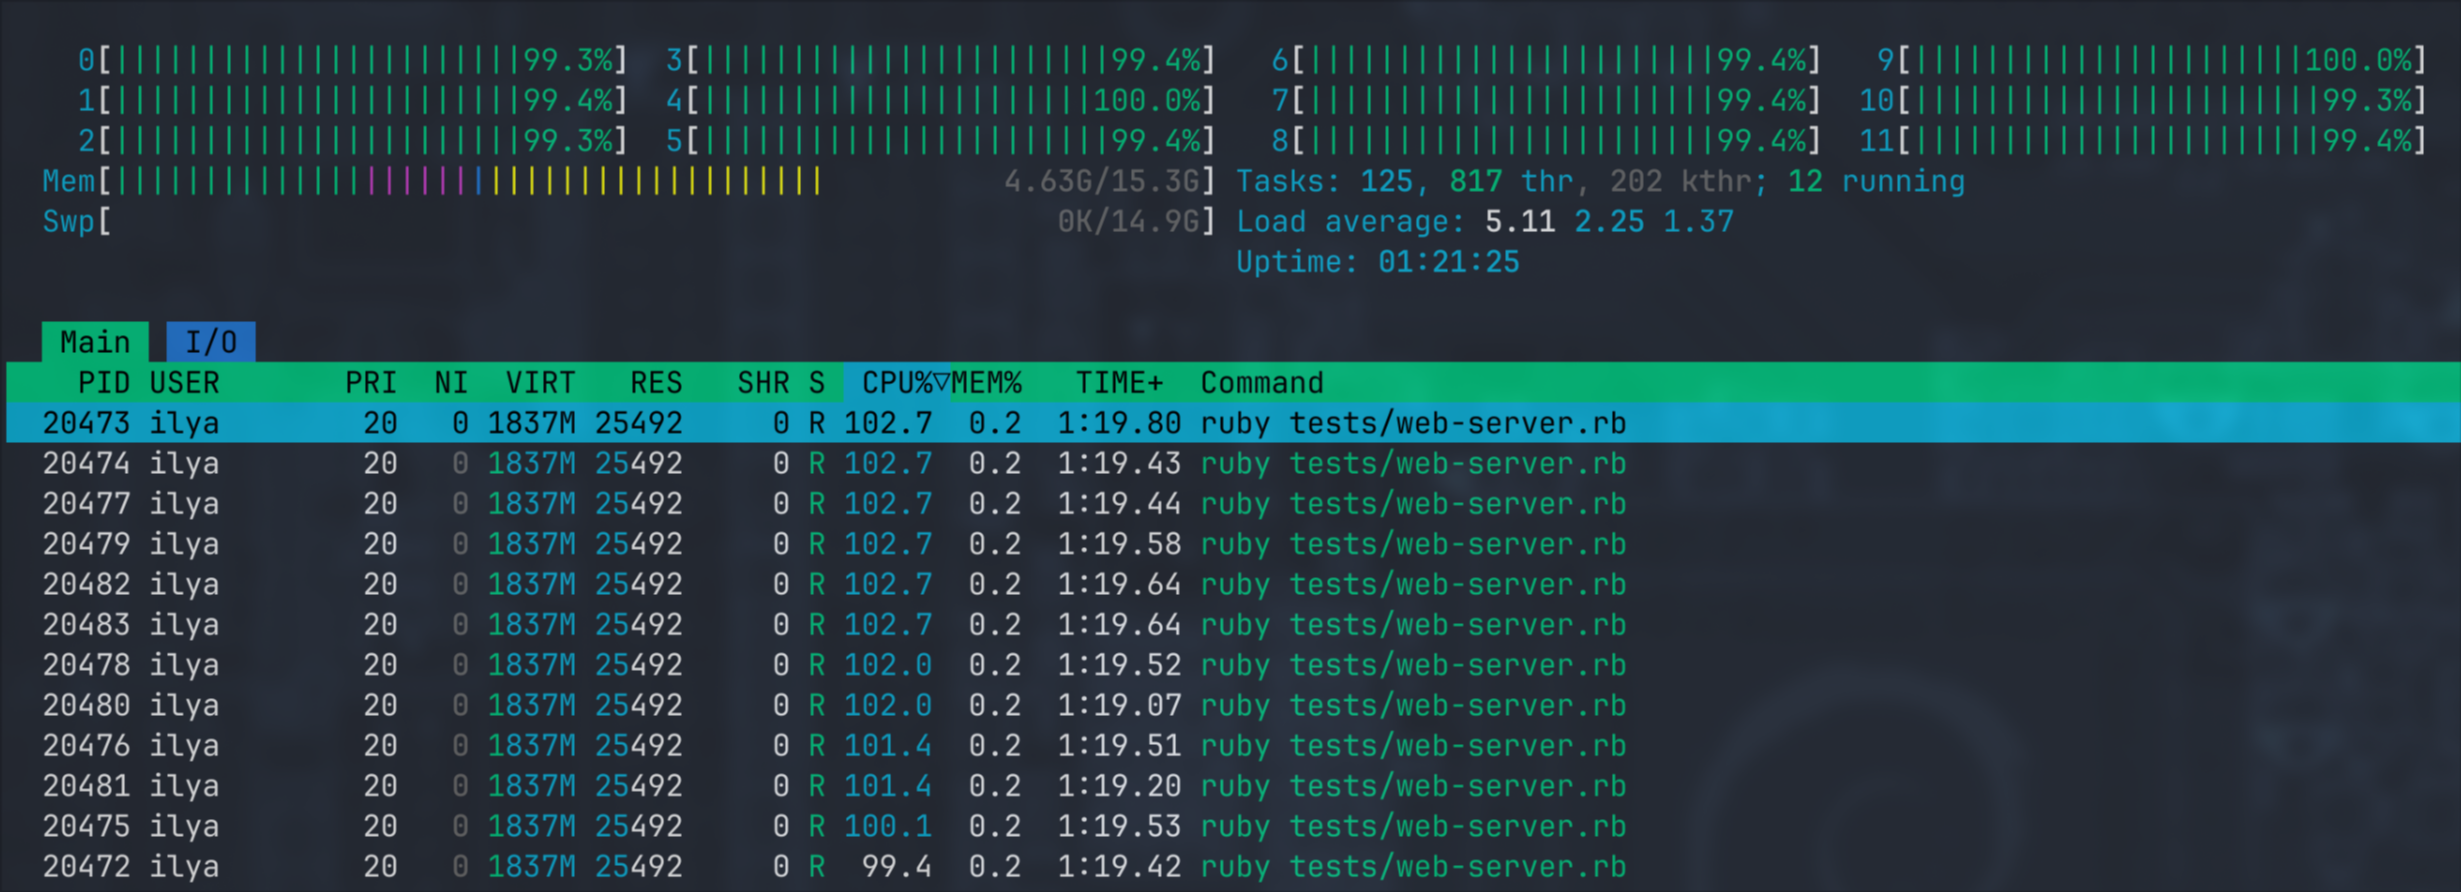 0[||||||||||||||||||||||| 99.3%] 3[||||||||||||||||||||||| 99.4%] 6[||||||||||||||||||||||| 99.4%] 9[|||||||||||||||||||||| 100.0%]
1[||||||||||||||||||||||| 99.4%] 4[|||||||||||||||||||||| 100.0%] 7[||||||||||||||||||||||| 99.4%] 10[||||||||||||||||||||||| 99.3%]
2[||||||||||||||||||||||| 99.3%] 5[||||||||||||||||||||||| 99.4%] 8[||||||||||||||||||||||| 99.4%] 11[||||||||||||||||||||||| 99.4%]
Mem[|||||||||||||||||||||||||||||||||||||||| 4.63G/15.3G] Tasks: 125, 817 thr, 202 kthr; 12 running
Swp[ 0K/14.9G] Load average: 5.11 2.25 1.37
Uptime: 01:21:25
Main I/O
PID USER PRI NI VIRT RES SHR S CPU%▽MEM% TIME+ Command
20473 ilya 20 0 1837M 25492 0 R 102.7 0.2 1:19.80 ruby tests/web-server.rb
20474 ilya 20 0 1837M 25492 0 R 102.7 0.2 1:19.43 ruby tests/web-server.rb
20477 ilya 20 0 1837M 25492 0 R 102.7 0.2 1:19.44 ruby tests/web-server.rb
20479 ilya 20 0 1837M 25492 0 R 102.7 0.2 1:19.58 ruby tests/web-server.rb
20482 ilya 20 0 1837M 25492 0 R 102.7 0.2 1:19.64 ruby tests/web-server.rb
20483 ilya 20 0 1837M 25492 0 R 102.7 0.2 1:19.64 ruby tests/web-server.rb
20478 ilya 20 0 1837M 25492 0 R 102.0 0.2 1:19.52 ruby tests/web-server.rb
20480 ilya 20 0 1837M 25492 0 R 102.0 0.2 1:19.07 ruby tests/web-server.rb
20476 ilya 20 0 1837M 25492 0 R 101.4 0.2 1:19.51 ruby tests/web-server.rb
20481 ilya 20 0 1837M 25492 0 R 101.4 0.2 1:19.20 ruby tests/web-server.rb
20475 ilya 20 0 1837M 25492 0 R 100.1 0.2 1:19.53 ruby tests/web-server.rb
20472 ilya 20 0 1837M 25492 0 R 99.4 0.2 1:19.42 ruby tests/web-server.rb